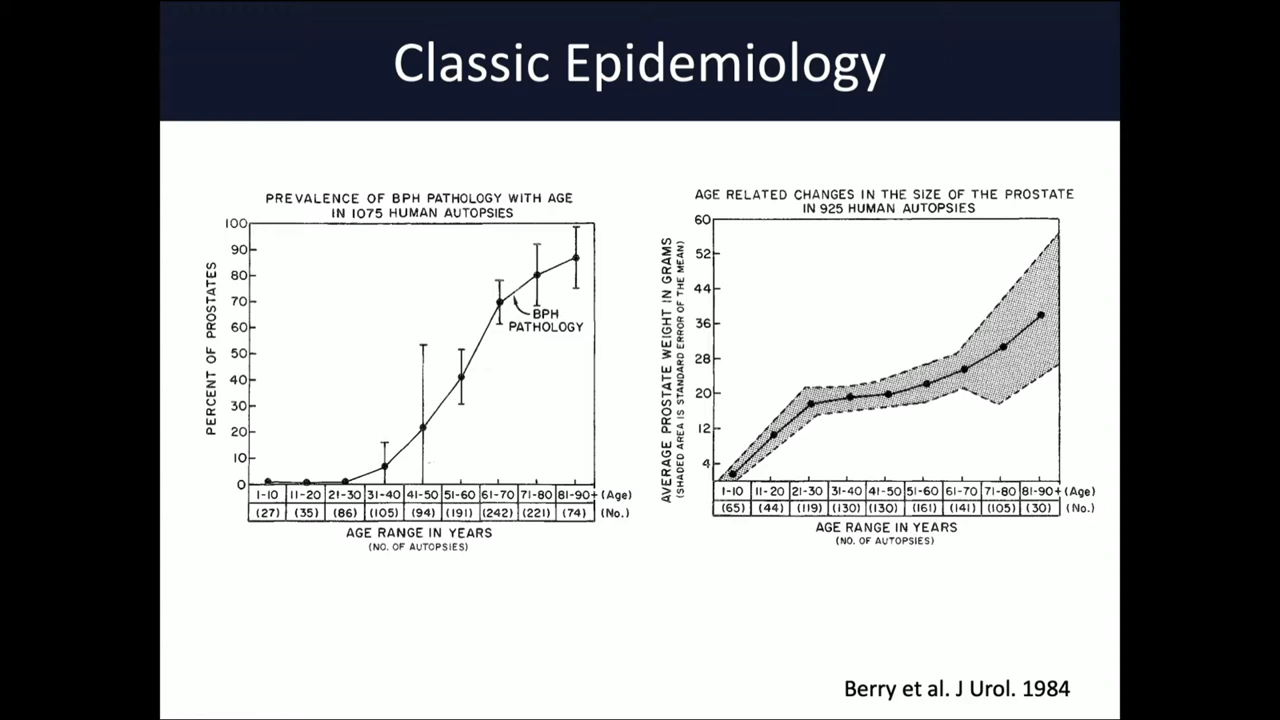 Classic Epidemiology
PREVALENCE OF BPH PATHOLOGY WITH AGE
IN 1075 HUMAN AUTOPSIES
PERCENT OF PROSTATES
100
90
80
70
60
50
40
30
20
10
0
BPH
PATHOLOGY
1-10 11-20 21-30 31-40 41-50 51-60 61-70 71-80 81-90+ (Age)
(27) (35) (86) (105) (94) (191) (242) (221) (74) (No.)
AGE RANGE IN YEARS
(NO. OF AUTOPSIES)
AGE RELATED CHANGES IN THE SIZE OF THE PROSTATE
IN 925 HUMAN AUTOPSIES
AVERAGE PROSTATE WEIGHT IN GRAMS
(SHADED AREA IS STANDARD ERROR OF THE MEAN)
60
52
44
36
28
20
12
4
1-10 11-20 21-30 31-40 41-50 51-60 61-70 71-80 81-90+ (Age)
(65) (44) (119) (130) (130) (161) (141) (105) (30) (No.)
AGE RANGE IN YEARS
(NO. OF AUTOPSIES)
Berry et al. J Urol. 1984